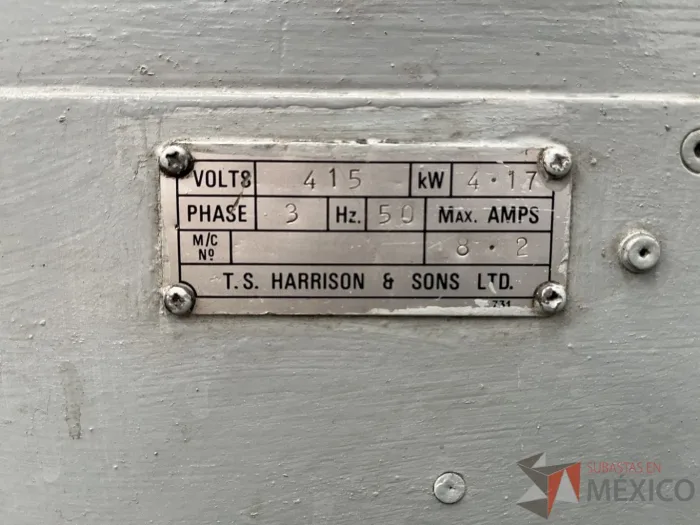 VOLTS 415 kW 4·17
PHASE 3 Hz. 50 MAX. AMPS
M/C Nº 8·2
T.S. HARRISON & SONS LTD.
731
SUBASTAS EN
MÉXICO